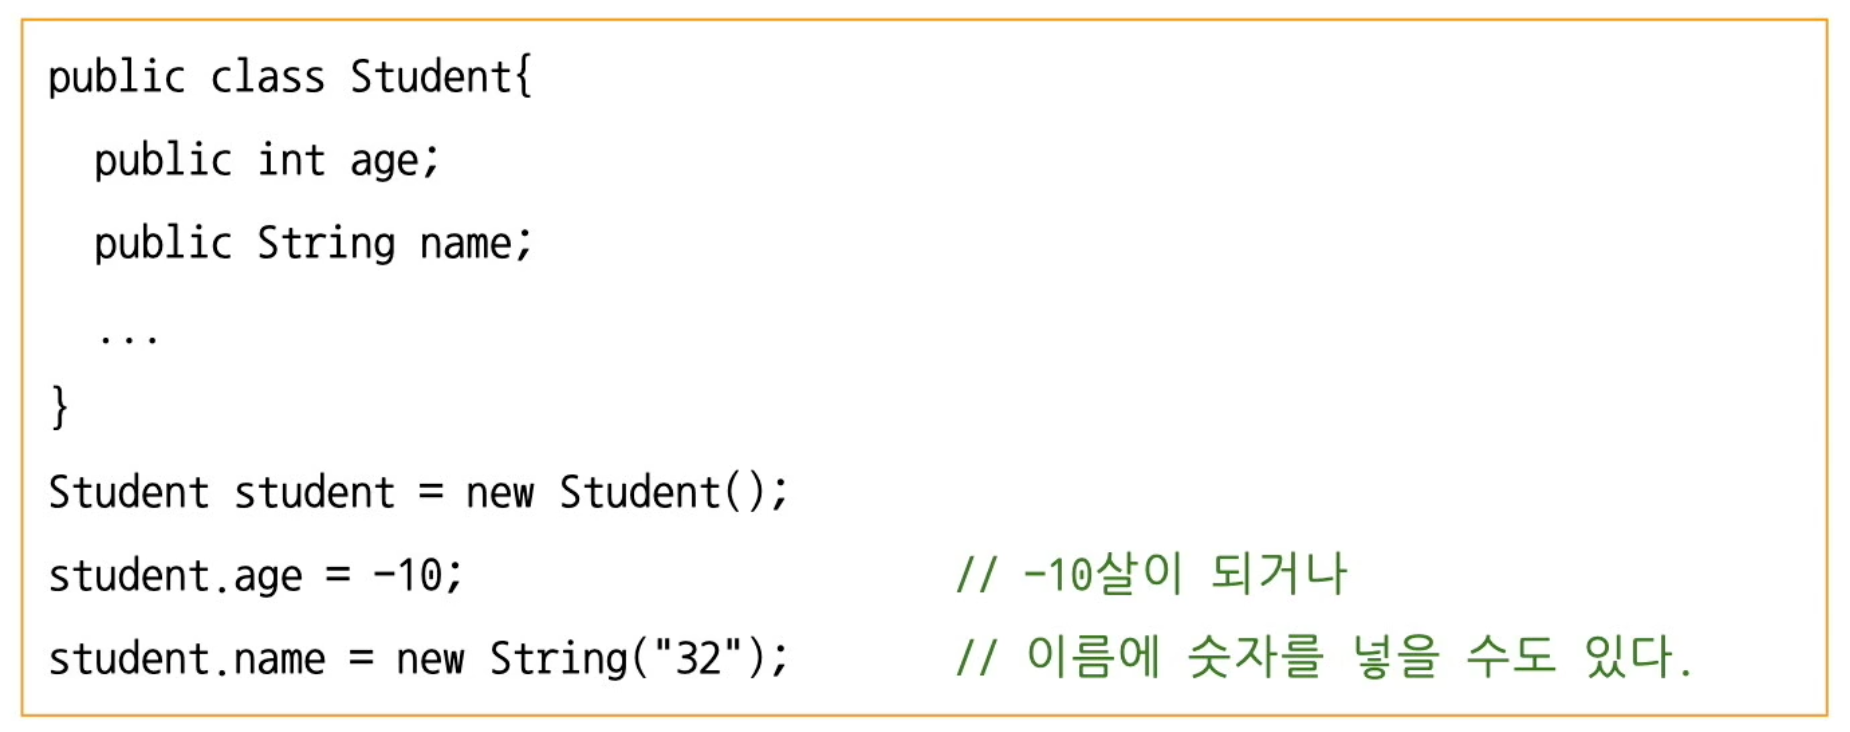 public class Student{
public int age;
public String name;
...
}
Student student = new Student();
student.age = -10; // -10살이 되거나
student.name = new String("32"); // 이름에 숫자를 넣을 수도 있다.